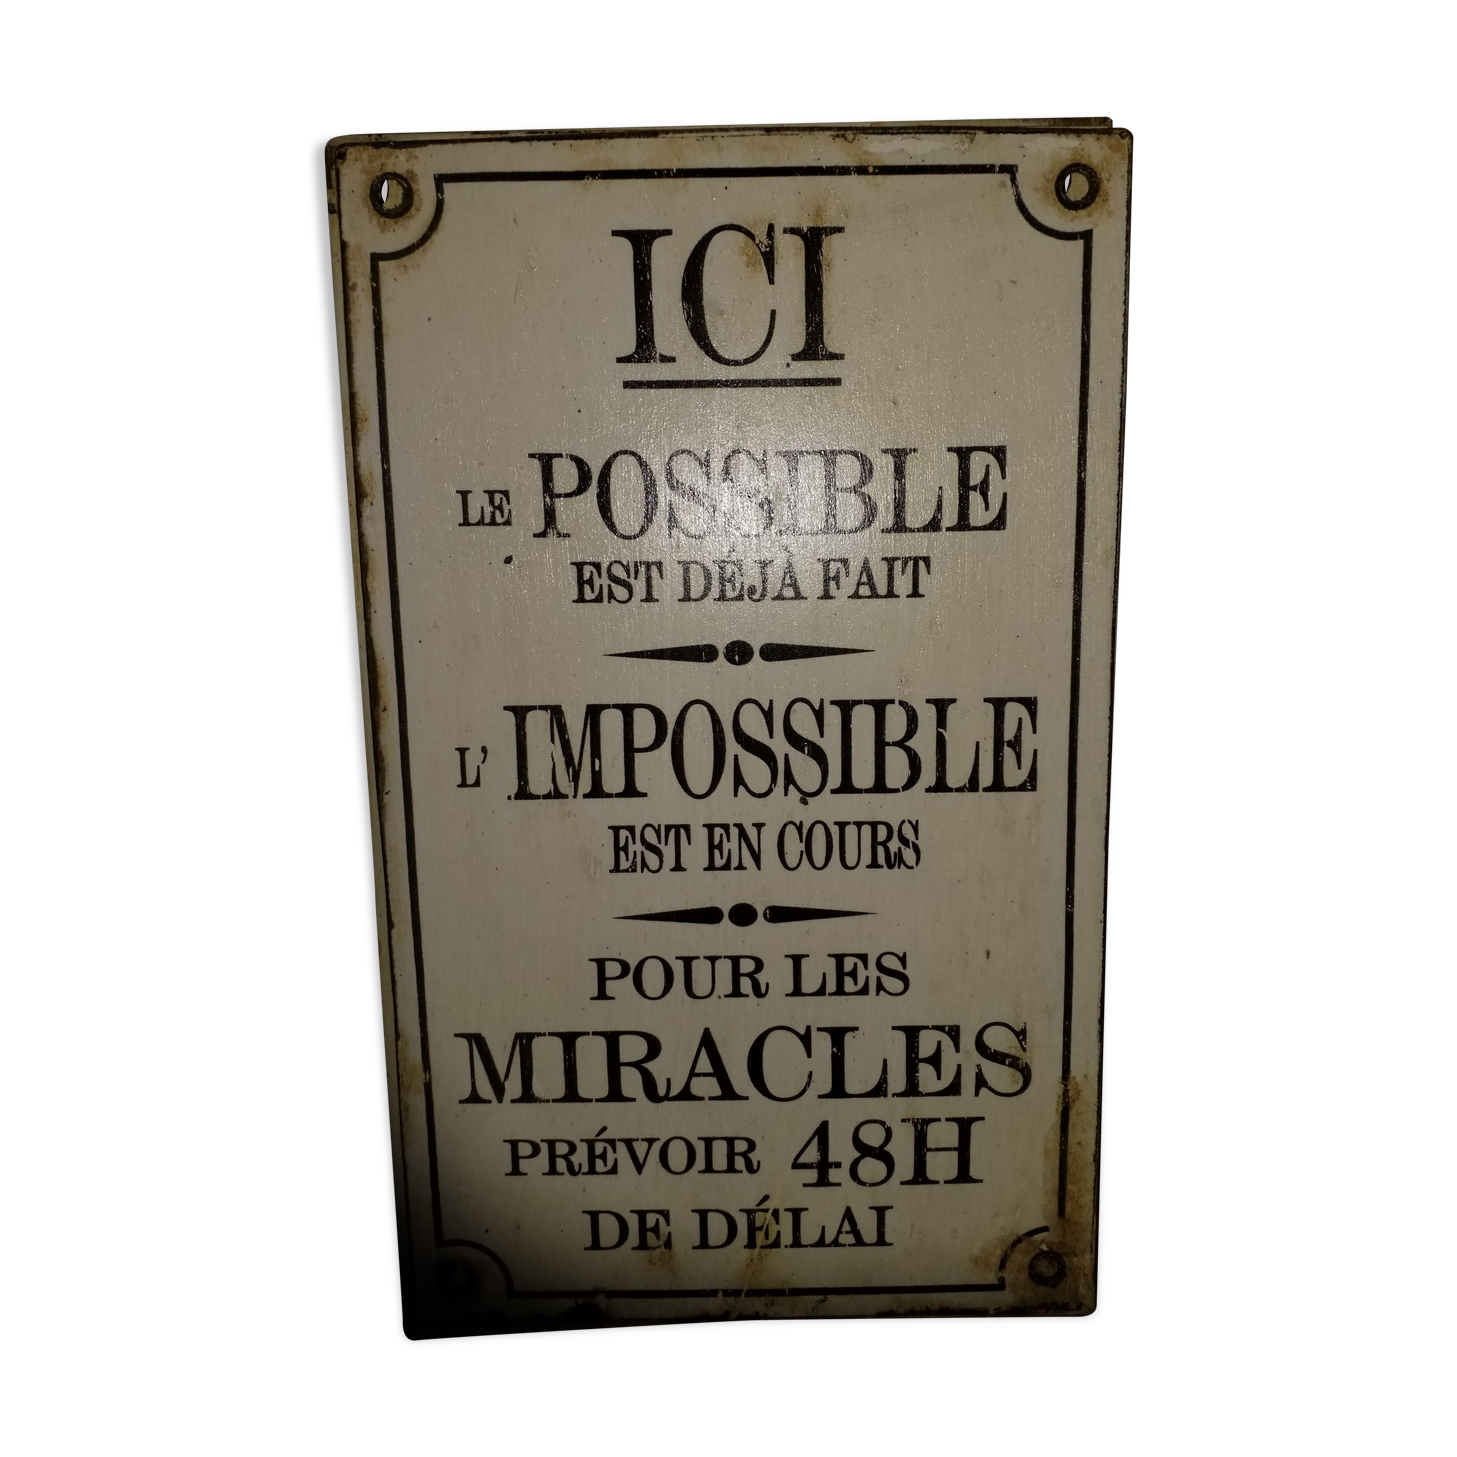 ICI
LE POSSIBLE
EST DÉJÀ FAIT
L' IMPOSSIBLE
EST EN COURS
POUR LES
MIRACLES
PRÉVOIR 48H
DE DÉLAI